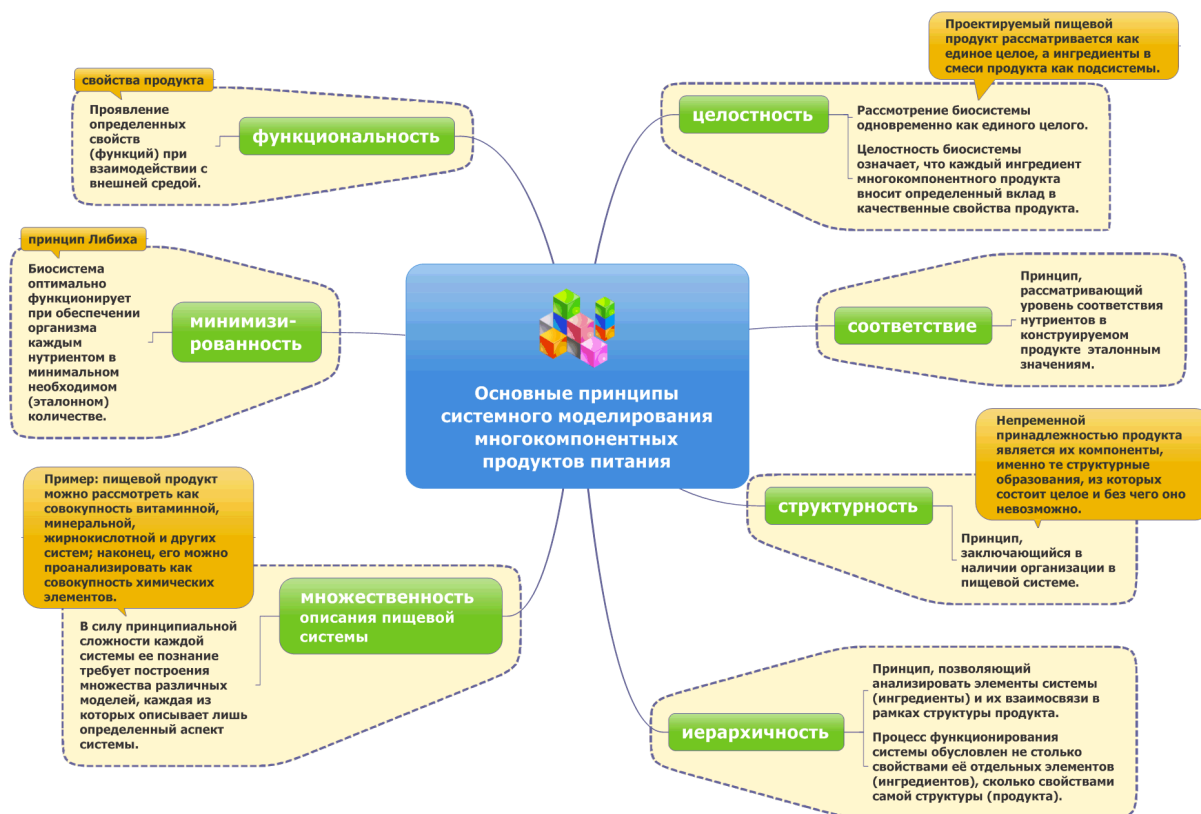 Основные принципы
системного моделирования
многокомпонентных
продуктов питания
Проектируемый пищевой
продукт рассматривается как
единое целое, а ингредиенты в
смеси продукта как подсистемы.
целостность
Рассмотрение биосистемы
одновременно как единого целого.
Целостность биосистемы
означает, что каждый ингредиент
многокомпонентного продукта
вносит определенный вклад в
качественные свойства продукта.
соответствие
Принцип,
рассматривающий
уровень соответствия
нутриентов в
конструируемом
продукте эталонным
значениям.
Непременной
принадлежностью продукта
является их компоненты,
именно те структурные
образования, из которых
состоит целое и без чего оно
невозможно.
структурность
Принцип,
заключающийся в
наличии организации в
пищевой системе.
иерархичность
Принцип, позволяющий
анализировать элементы системы
(ингредиенты) и их взаимосвязи в
рамках структуры продукта.
Процесс функционирования
системы обусловлен не столько
свойствами её отдельных элементов
(ингредиентов), сколько свойствами
самой структуры (продукта).
свойства продукта
функциональность
Проявление
определенных
свойств
(функций) при
взаимодействии с
внешней средой.
принцип Либиха
минимизи-
рованность
Биосистема
оптимально
функционирует
при обеспечении
организма
каждым
нутриентом в
минимальном
необходимом
(эталонном)
количестве.
Пример: пищевой продукт
можно рассмотреть как
совокупность витаминной,
минеральной,
жирнокислотной и других
систем; наконец, его можно
проанализировать как
совокупность химических
элементов.
множественность
описания пищевой
системы
В силу принципиальной
сложности каждой
системы ее познание
требует построения
множества различных
моделей, каждая из
которых описывает лишь
определенный аспект
системы.